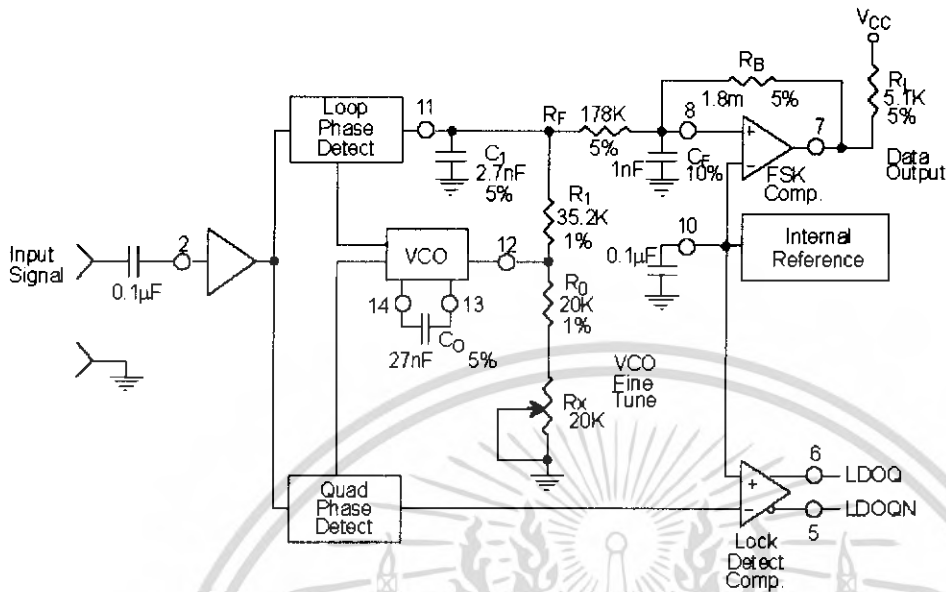 VCC
RB
1.8m 5%
RL
5.1K
5%
Loop
Phase
Detect
11
RF 178K
5%
8
+
−
7
FSK
Comp.
Data
Output
C1
2.7nF
5%
1nF
CF
10%
R1
35.2K
1%
10
Internal
Reference
0.1µF
Input
Signal
2
0.1µF
VCO
12
14 13
C0
27nF 5%
R0
20K
1%
VCO
Fine
Tune
Rx
20K
Quad
Phase
Detect
+
−
6
LDOQ
LDOQN
5
Lock
Detect
Comp.